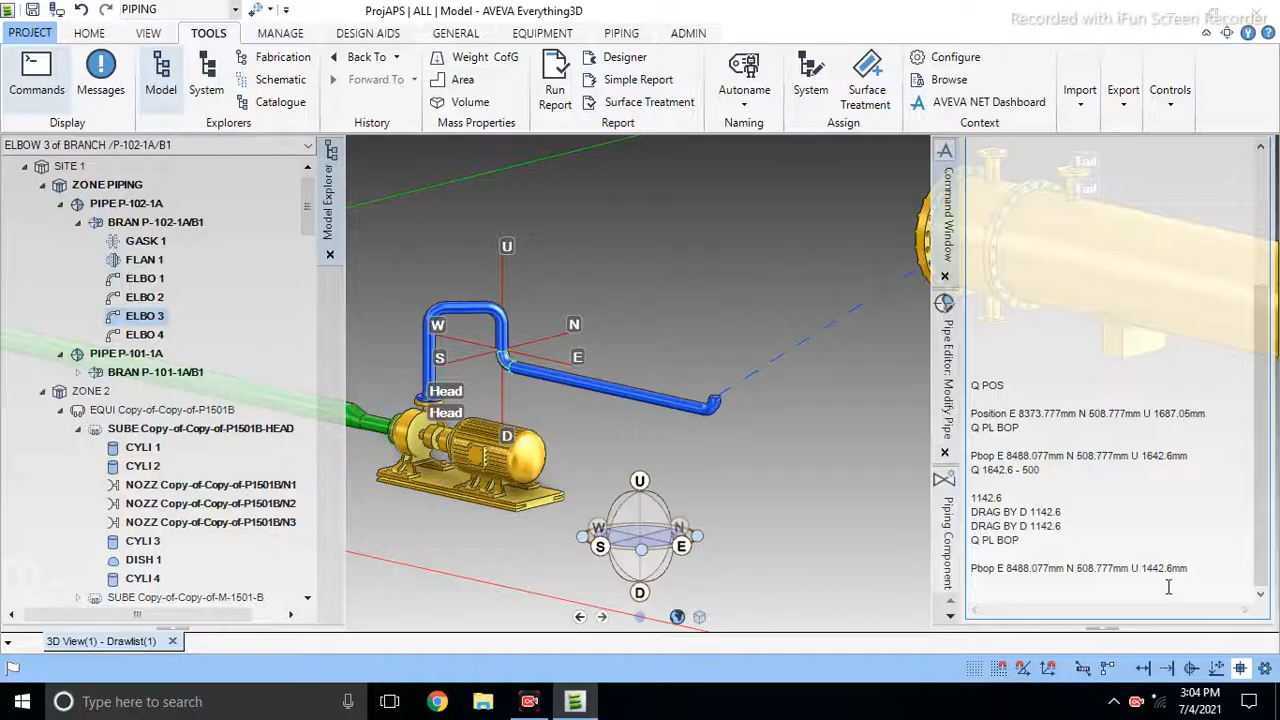 PIPING
ProjAPS | ALL | Model - AVEVA Everything3D
Recorded with iFun Screen Recorder
PROJECT HOME VIEW TOOLS MANAGE DESIGN AIDS GENERAL EQUIPMENT PIPING ADMIN
Commands
Messages
Display
Model
System
Fabrication
Schematic
Catalogue
Explorers
Back To
Forward To
History
Weight CofG
Area
Volume
Mass Properties
Run Report
Designer
Simple Report
Surface Treatment
Report
Autoname
Naming
System
Surface Treatment
Assign
Configure
Browse
AVEVA NET Dashboard
Context
Import
Export
Controls
ELBOW 3 of BRANCH /P-102-1A/B1
SITE 1
ZONE PIPING
PIPE P-102-1A
BRAN P-102-1A/B1
GASK 1
FLAN 1
ELBO 1
ELBO 2
ELBO 3
ELBO 4
PIPE P-101-1A
BRAN P-101-1A/B1
ZONE 2
EQUI Copy-of-Copy-of-P1501B
SUBE Copy-of-Copy-of-P1501B-HEAD
CYLI 1
CYLI 2
NOZZ Copy-of-Copy-of-P1501B/N1
NOZZ Copy-of-Copy-of-P1501B/N2
NOZZ Copy-of-Copy-of-P1501B/N3
CYLI 3
DISH 1
CYLI 4
SUBE Copy-of-Copy-of-M-1501-B
Model Explorer
U
W
N
S
E
Head
Head
D
U
W
N
S
E
D
Command Window
Pipe Editor: Modify Pipe
Piping Component
Tail
Tail
Q POS
Position E 8373.777mm N 508.777mm U 1687.05mm
Q PL BOP
Pbop E 8488.077mm N 508.777mm U 1642.6mm
Q 1642.6 - 500
1142.6
DRAG BY D 1142.6
DRAG BY D 1142.6
Q PL BOP
Pbop E 8488.077mm N 508.777mm U 1442.6mm
3D View(1) - Drawlist(1)
Type here to search
3:04 PM
7/4/2021